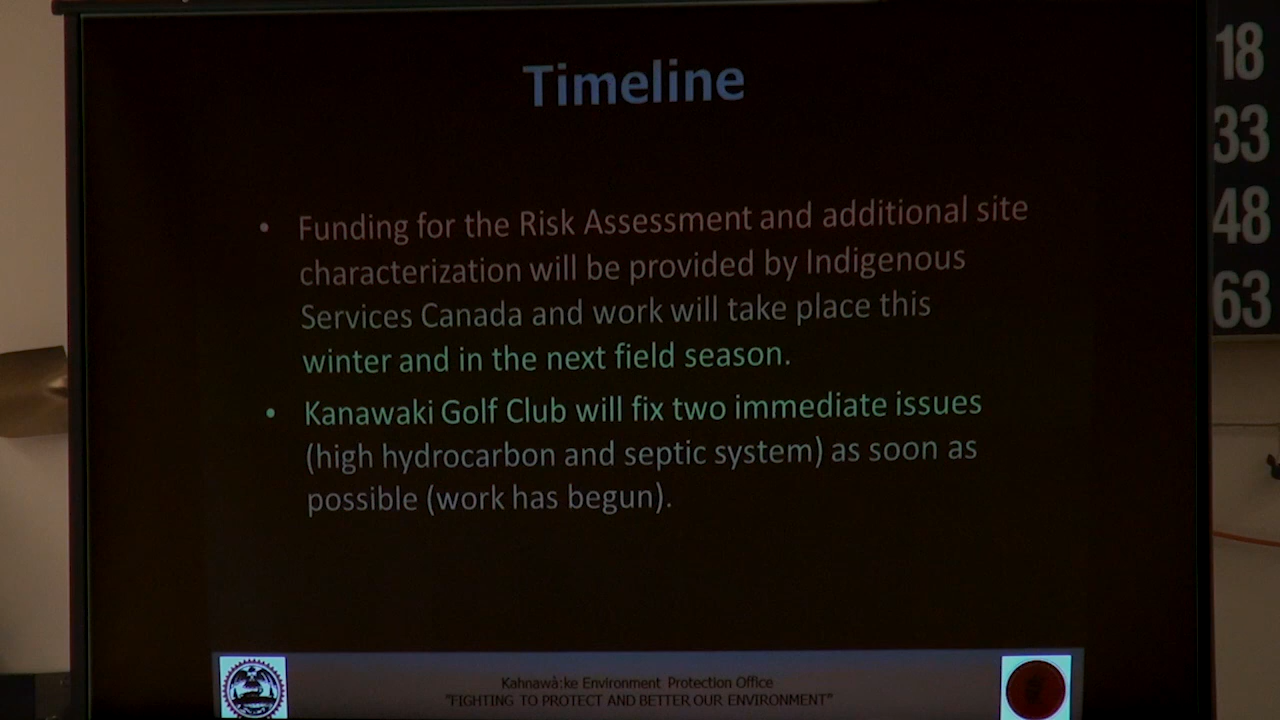 Timeline
• Funding for the Risk Assessment and additional site
characterization will be provided by Indigenous
Services Canada and work will take place this
winter and in the next field season.
• Kanawaki Golf Club will fix two immediate issues
(high hydrocarbon and septic system) as soon as
possible (work has begun).
Kahnawà:ke Environment Protection Office
"FIGHTING TO PROTECT AND BETTER OUR ENVIRONMENT"
18
33
48
63